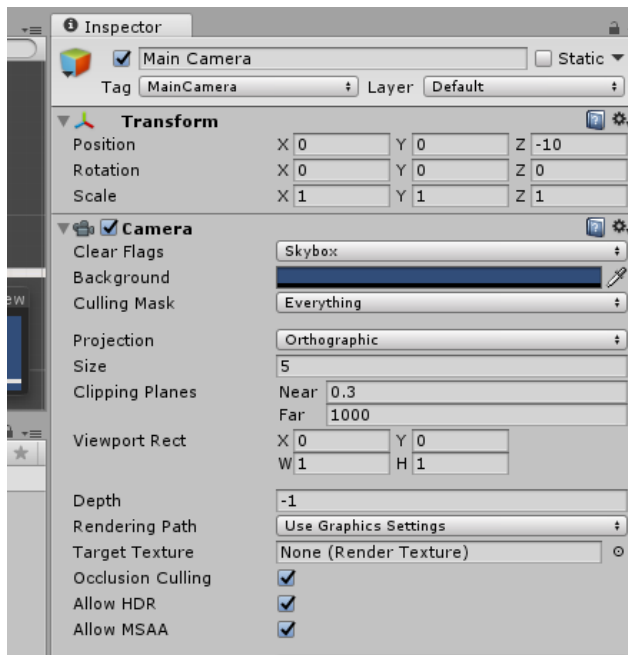 Inspector
Main Camera Static
Tag MainCamera Layer Default
Transform
Position X 0 Y 0 Z -10
Rotation X 0 Y 0 Z 0
Scale X 1 Y 1 Z 1
Camera
Clear Flags Skybox
Background
Culling Mask Everything
ew
Projection Orthographic
Size 5
Clipping Planes Near 0.3
Far 1000
Viewport Rect X 0 Y 0
W 1 H 1
Depth -1
Rendering Path Use Graphics Settings
Target Texture None (Render Texture)
Occlusion Culling
Allow HDR
Allow MSAA